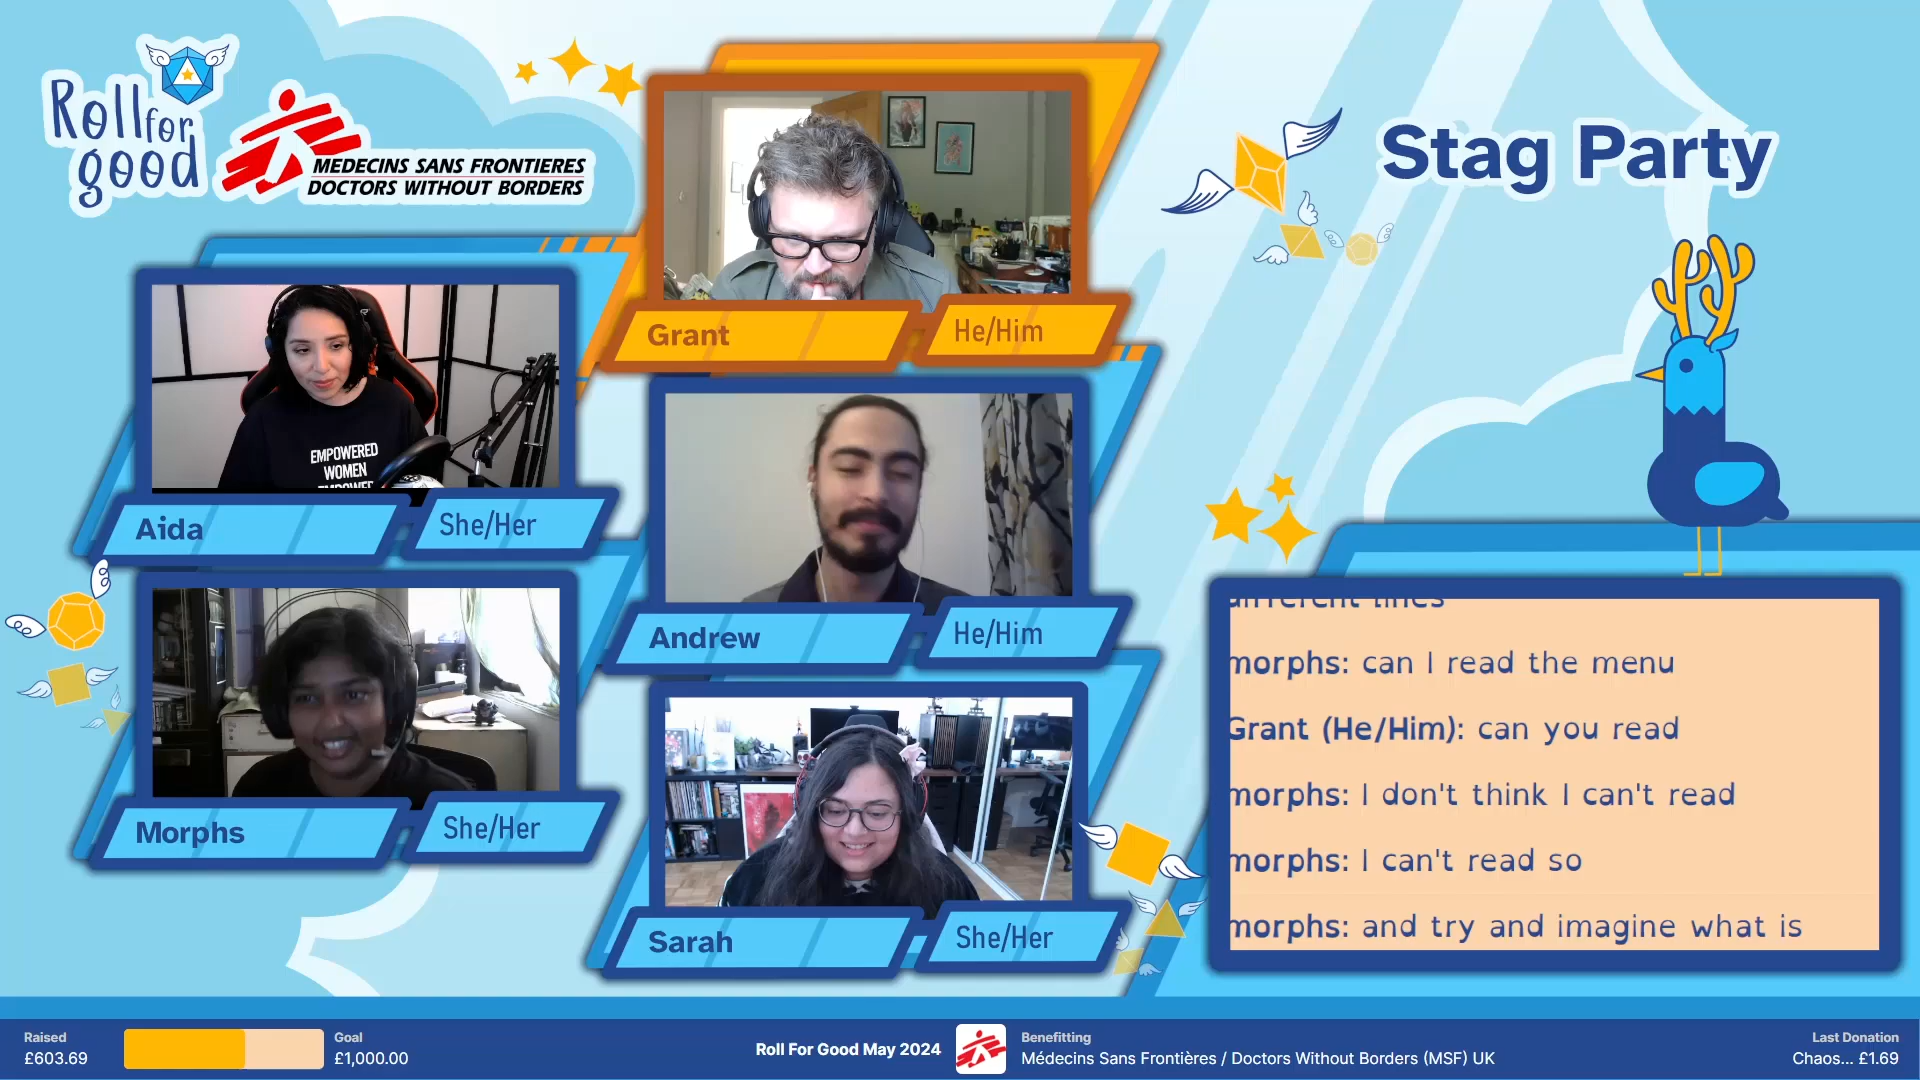 Roll for
good
MEDECINS SANS FRONTIERES
DOCTORS WITHOUT BORDERS
Stag Party
Grant
He/Him
EMPOWERED
WOMEN
Aida
She/Her
Andrew
He/Him
Morphs
She/Her
Sarah
She/Her
different lines
morphs: can I read the menu
Grant (He/Him): can you read
morphs: I don't think I can't read
morphs: I can't read so
morphs: and try and imagine what is
Raised
£603.69
Goal
£1,000.00
Roll For Good May 2024
Benefitting
Médecins Sans Frontières / Doctors Without Borders (MSF) UK
Last Donation
Chaos... £1.69